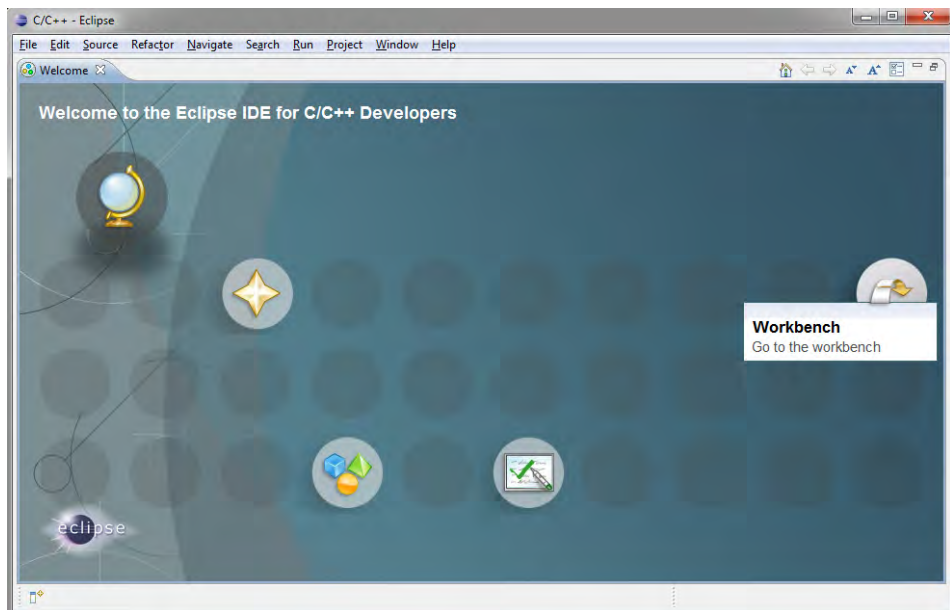 C/C++ - Eclipse
File Edit Source Refactor Navigate Search Run Project Window Help
Welcome
Welcome to the Eclipse IDE for C/C++ Developers
Workbench
Go to the workbench
eclipse